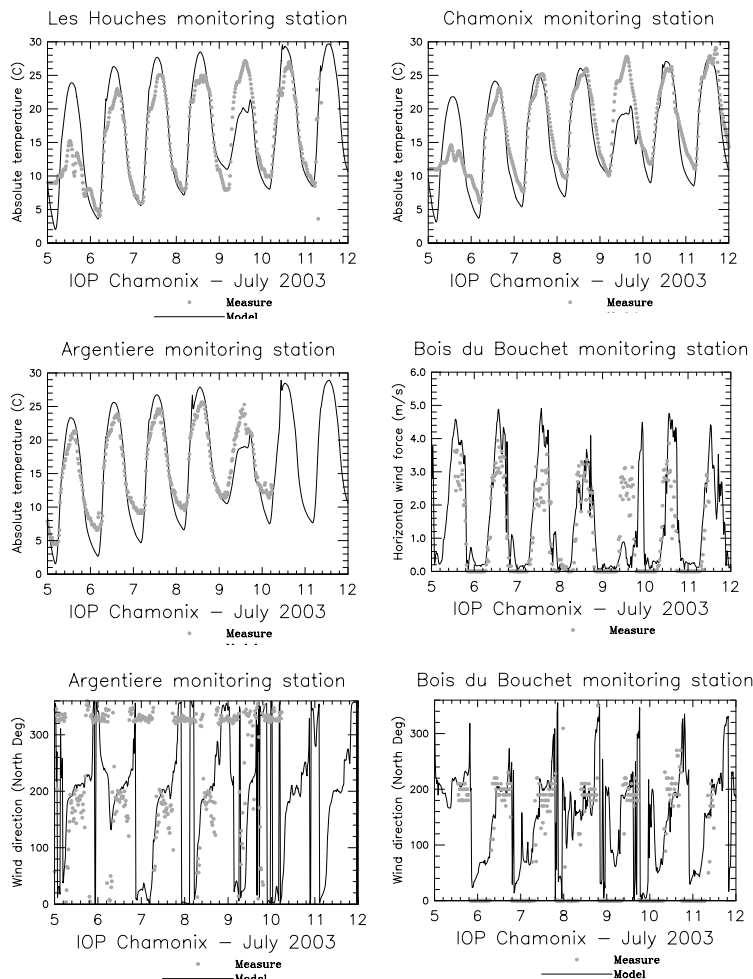 Les Houches monitoring station
Absolute temperature (C)
30
25
20
15
10
5
0
5 6 7 8 9 10 11 12
IOP Chamonix – July 2003
Measure
Model
Chamonix monitoring station
Absolute temperature (C)
30
25
20
15
10
5
0
5 6 7 8 9 10 11 12
IOP Chamonix – July 2003
Measure
Argentiere monitoring station
Absolute temperature (C)
30
25
20
15
10
5
0
5 6 7 8 9 10 11 12
IOP Chamonix – July 2003
Measure
Bois du Bouchet monitoring station
Horizontal wind force (m/s)
6.0
5.0
4.0
3.0
2.0
1.0
0.0
5 6 7 8 9 10 11 12
IOP Chamonix – July 2003
Measure
Argentiere monitoring station
Wind direction (North Deg)
300
200
100
0
5 6 7 8 9 10 11 12
IOP Chamonix – July 2003
Measure
Model
Bois du Bouchet monitoring station
Wind direction (North Deg)
300
200
100
0
5 6 7 8 9 10 11 12
IOP Chamonix – July 2003
Measure
Model